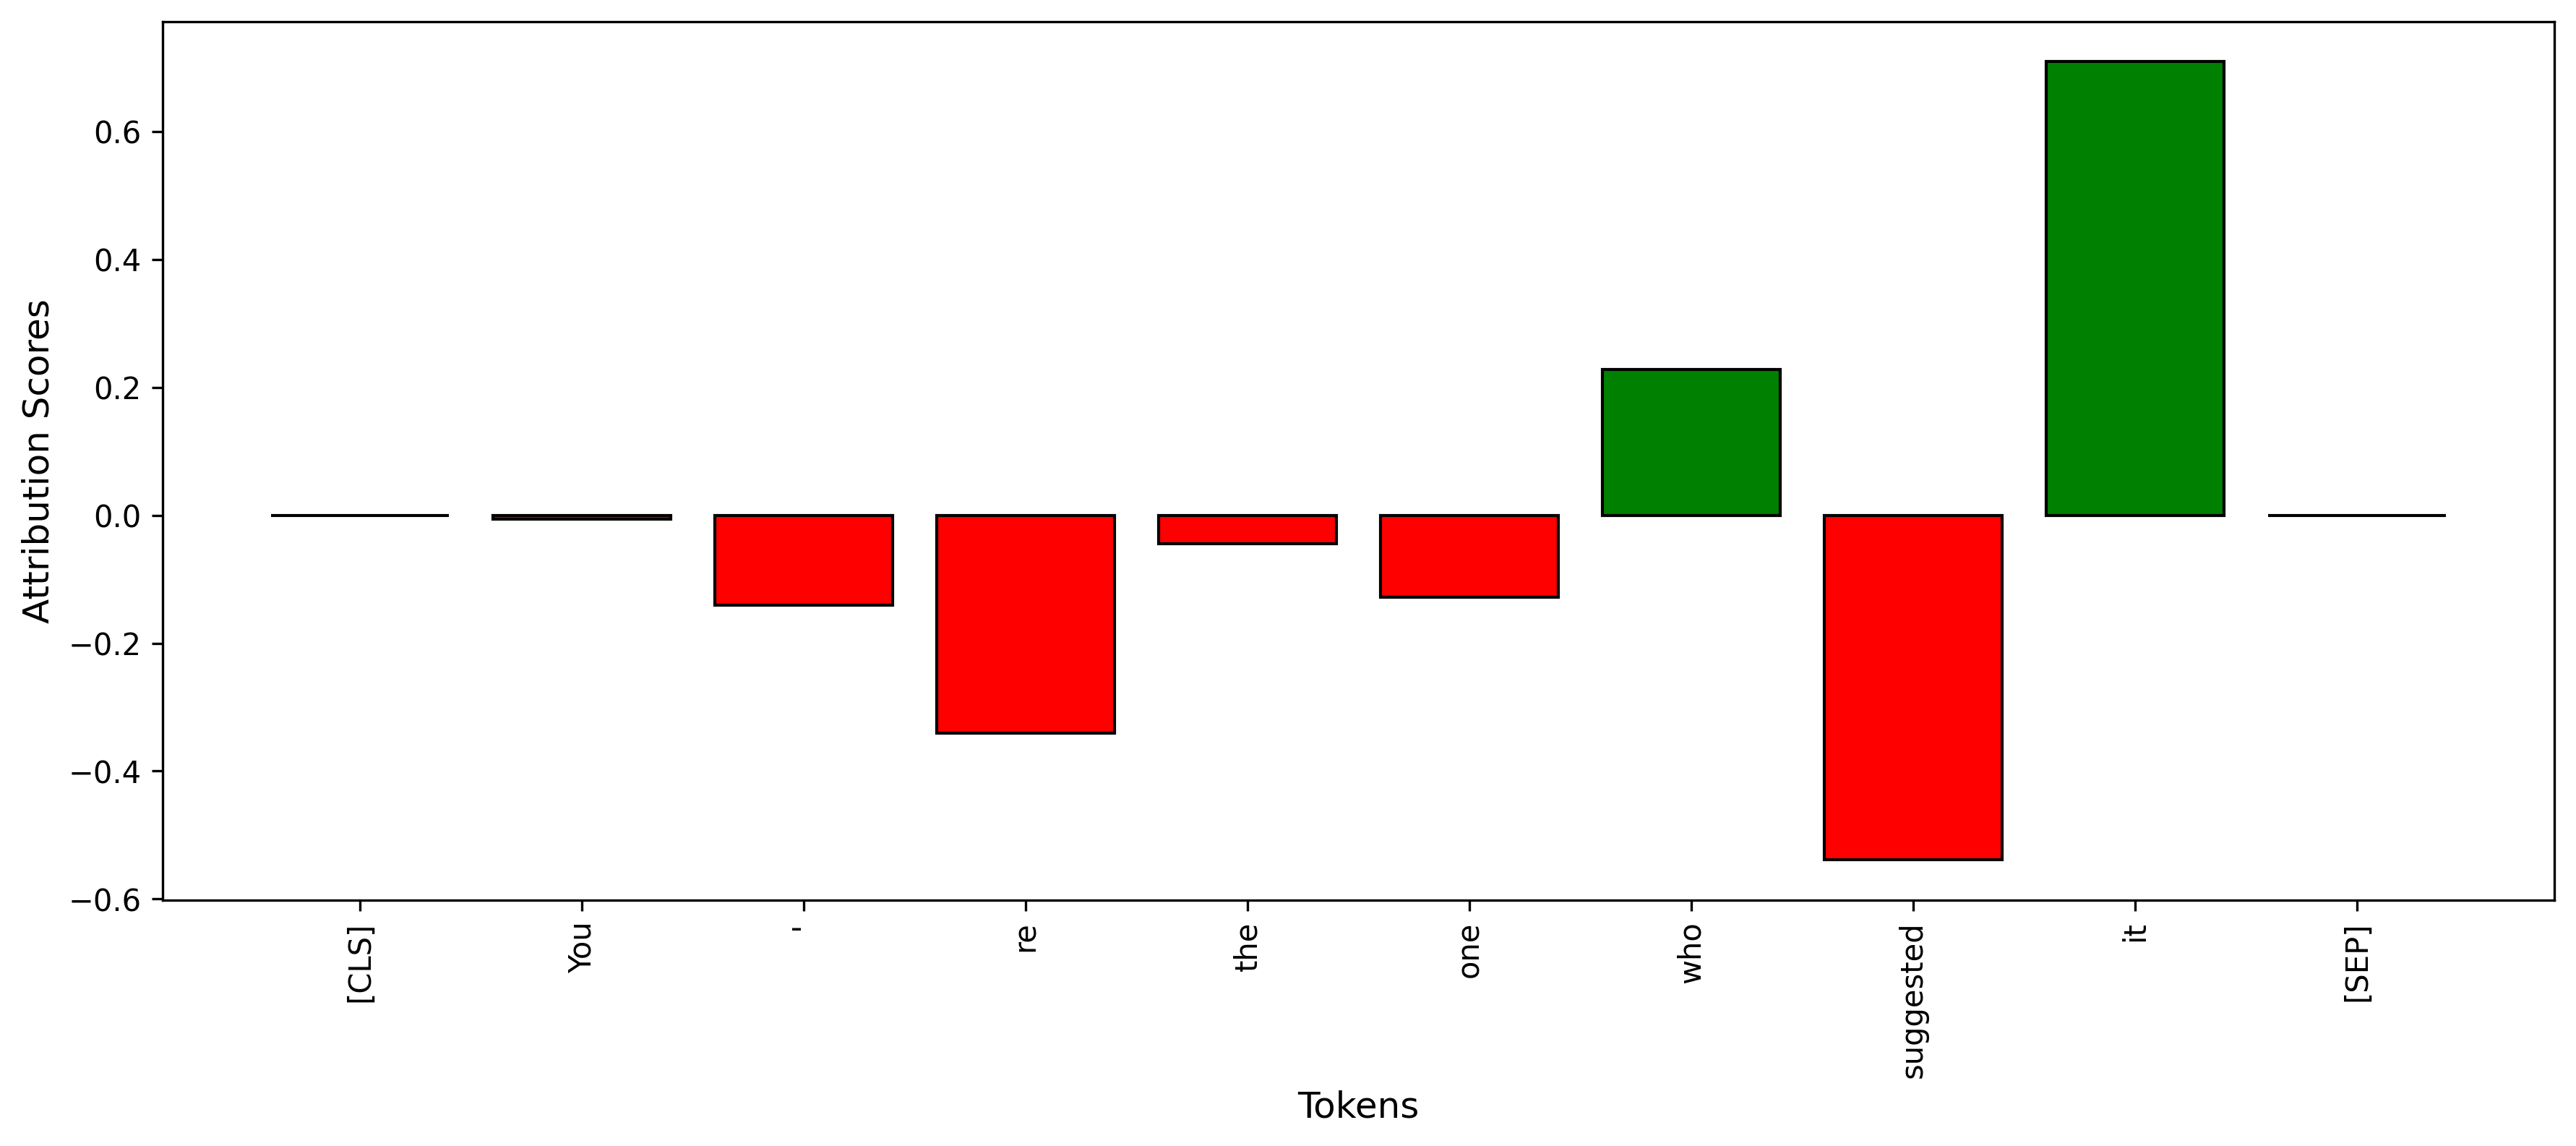 Attribution Scores
0.6
0.4
0.2
0.0
−0.2
−0.4
−0.6
[CLS]
You
'
re
the
one
who
suggested
it
[SEP]
Tokens